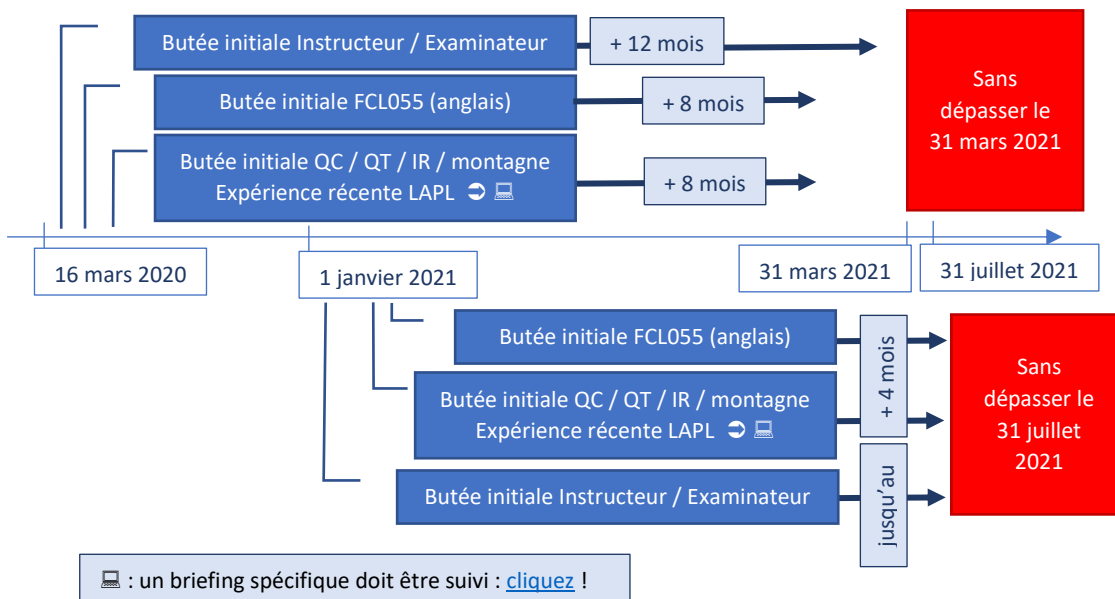 Butée initiale Instructeur / Examinateur
+ 12 mois
Butée initiale FCL055 (anglais)
+ 8 mois
Butée initiale QC / QT / IR / montagne
Expérience récente LAPL ➲ 💻
+ 8 mois
Sans
dépasser le
31 mars 2021
16 mars 2020
1 janvier 2021
31 mars 2021
31 juillet 2021
Butée initiale FCL055 (anglais)
Butée initiale QC / QT / IR / montagne
Expérience récente LAPL ➲ 💻
+ 4 mois
Butée initiale Instructeur / Examinateur
jusqu'au
Sans
dépasser le
31 juillet
2021
💻 : un briefing spécifique doit être suivi : cliquez !